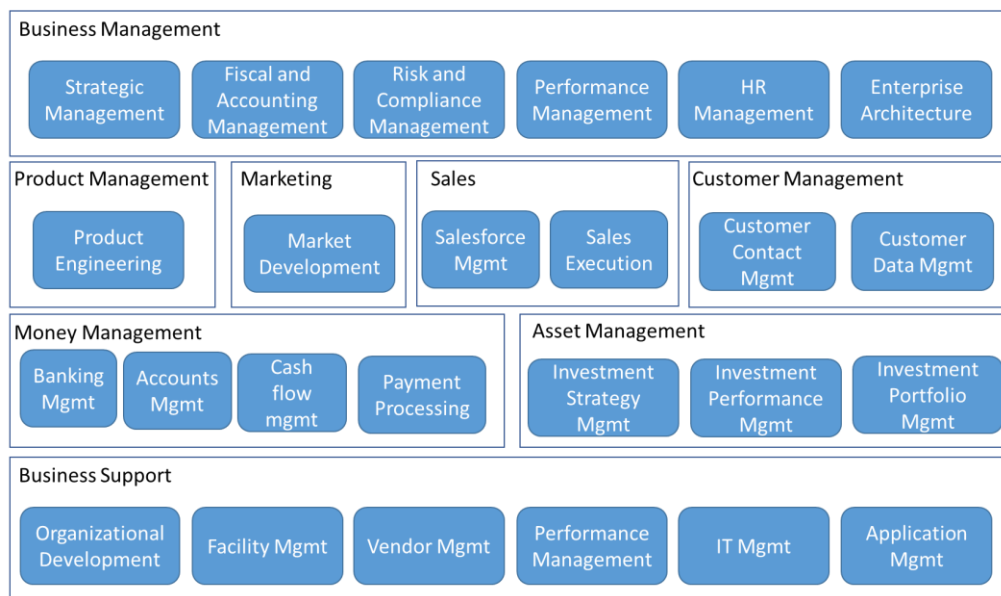 Business Management
Strategic
Management
Fiscal and
Accounting
Management
Risk and
Compliance
Management
Performance
Management
HR
Management
Enterprise
Architecture
Product Management
Product
Engineering
Marketing
Market
Development
Sales
Salesforce
Mgmt
Sales
Execution
Customer Management
Customer
Contact
Mgmt
Customer
Data Mgmt
Money Management
Banking
Mgmt
Accounts
Mgmt
Cash
flow
mgmt
Payment
Processing
Asset Management
Investment
Strategy
Mgmt
Investment
Performance
Mgmt
Investment
Portfolio
Mgmt
Business Support
Organizational
Development
Facility Mgmt
Vendor Mgmt
Performance
Management
IT Mgmt
Application
Mgmt